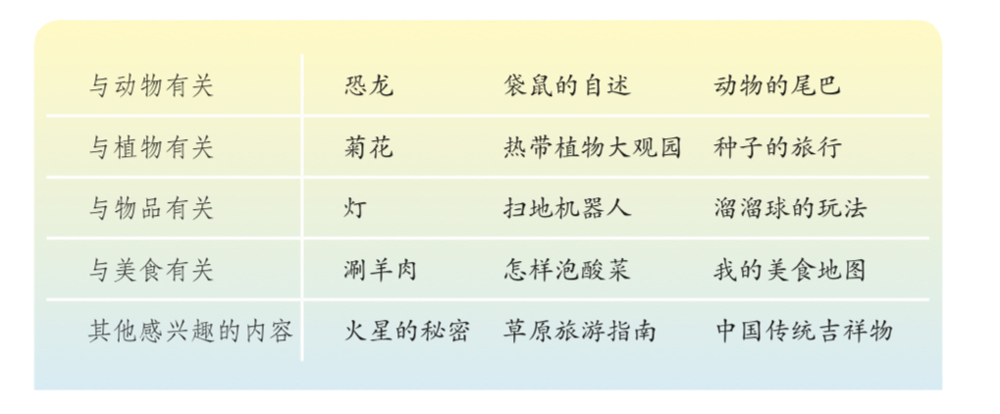 与动物有关 恐龙 袋鼠的自述 动物的尾巴
与植物有关 菊花 热带植物大观园 种子的旅行
与物品有关 灯 扫地机器人 溜溜球的玩法
与美食有关 涮羊肉 怎样泡酸菜 我的美食地图
其他感兴趣的内容 火星的秘密 草原旅游指南 中国传统吉祥物